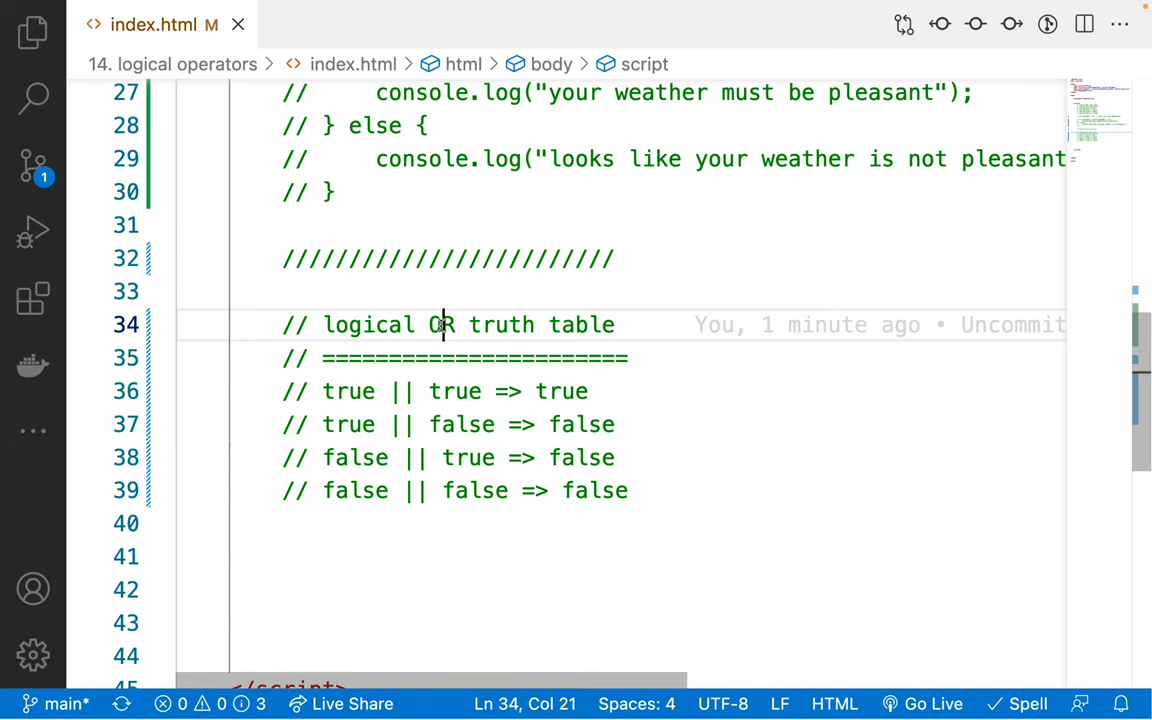 index.html M
14. logical operators > index.html > html > body > script
27 // console.log("your weather must be pleasant");
28 // } else {
29 // console.log("looks like your weather is not pleasant
30 // }
31
32 /////////////////////////
33
34 // logical OR truth table You, 1 minute ago • Uncommit
35 // =======================
36 // true || true => true
37 // true || false => false
38 // false || true => false
39 // false || false => false
40
41
42
43
44
45 </script>
1
main* 0 0 3 Live Share Ln 34, Col 21 Spaces: 4 UTF-8 LF HTML Go Live Spell